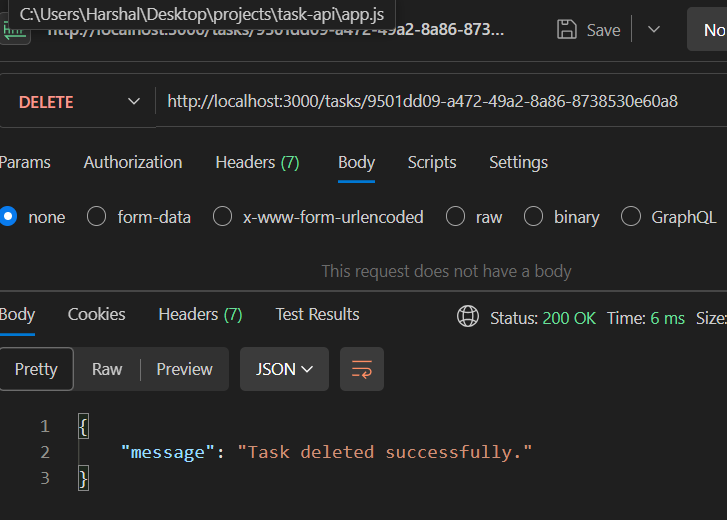 C:\Users\Harshal\Desktop\projects\task-api\app.js
http://localhost:3000/tasks/9501dd09-a472-49a2-8a86-873...
Save
No
DELETE
http://localhost:3000/tasks/9501dd09-a472-49a2-8a86-8738530e60a8
Params Authorization Headers (7) Body Scripts Settings
none form-data x-www-form-urlencoded raw binary GraphQL
This request does not have a body
Body Cookies Headers (7) Test Results Status: 200 OK Time: 6 ms Size:
Pretty Raw Preview JSON
1 {
2 "message": "Task deleted successfully."
3 }